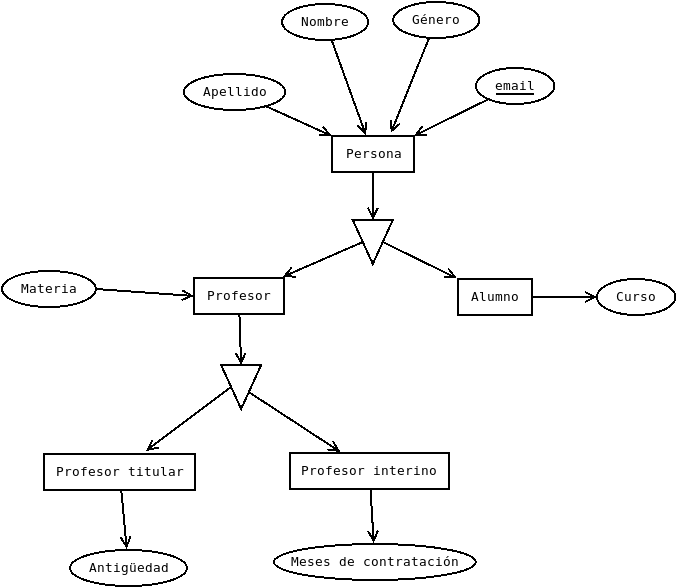 Nombre
Género
Apellido
email
Persona
Materia
Profesor
Alumno
Curso
Profesor titular
Profesor interino
Antigüedad
Meses de contratación